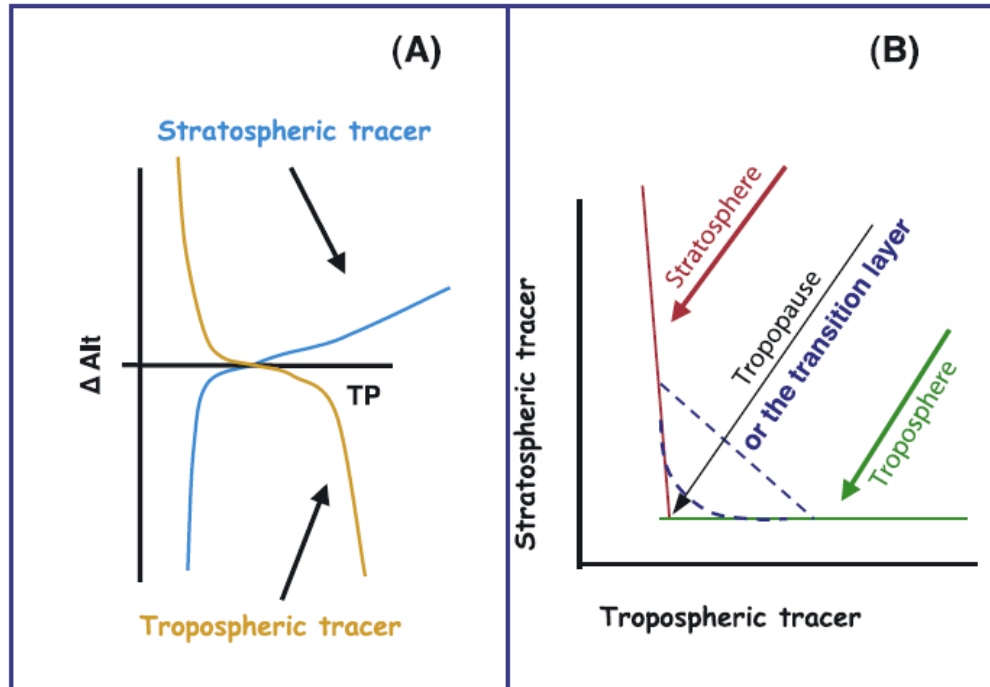 (A)
Stratospheric tracer
Δ Alt
TP
Tropospheric tracer
(B)
Stratosphere
Tropopause
or the transition layer
Troposphere
Stratospheric tracer
Tropospheric tracer